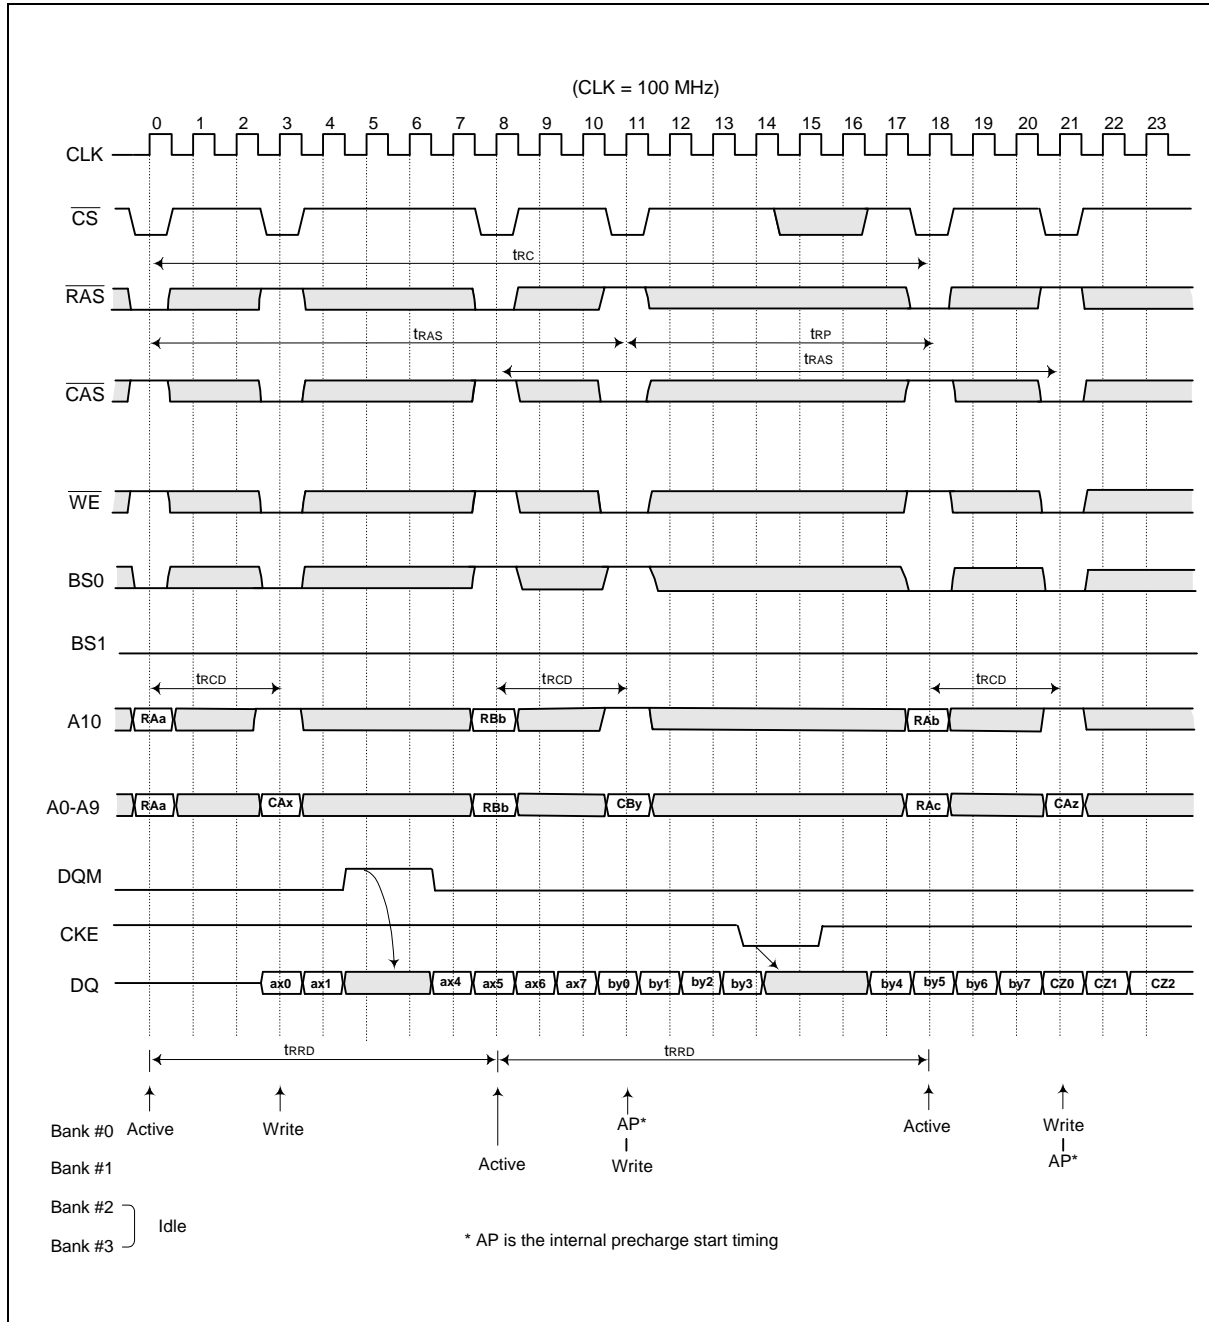 (CLK = 100 MHz)
0 1 2 3 4 5 6 7 8 9 10 11 12 13 14 15 16 17 18 19 20 21 22 23
CLK
CS
tRC
RAS
tRAS tRP
tRAS
CAS
WE
BS0
BS1
tRCD tRCD tRCD
A10 RAa RBb RAb
A0-A9 RAa CAx RBb CBy RAc CAz
DQM
CKE
DQ ax0 ax1 ax4 ax5 ax6 ax7 by0 by1 by2 by3 by4 by5 by6 by7 CZ0 CZ1 CZ2
tRRD tRRD
Bank #0 Active Write AP* Active Write
Bank #1 Active Write AP*
Bank #2
Idle
Bank #3
* AP is the internal precharge start timing